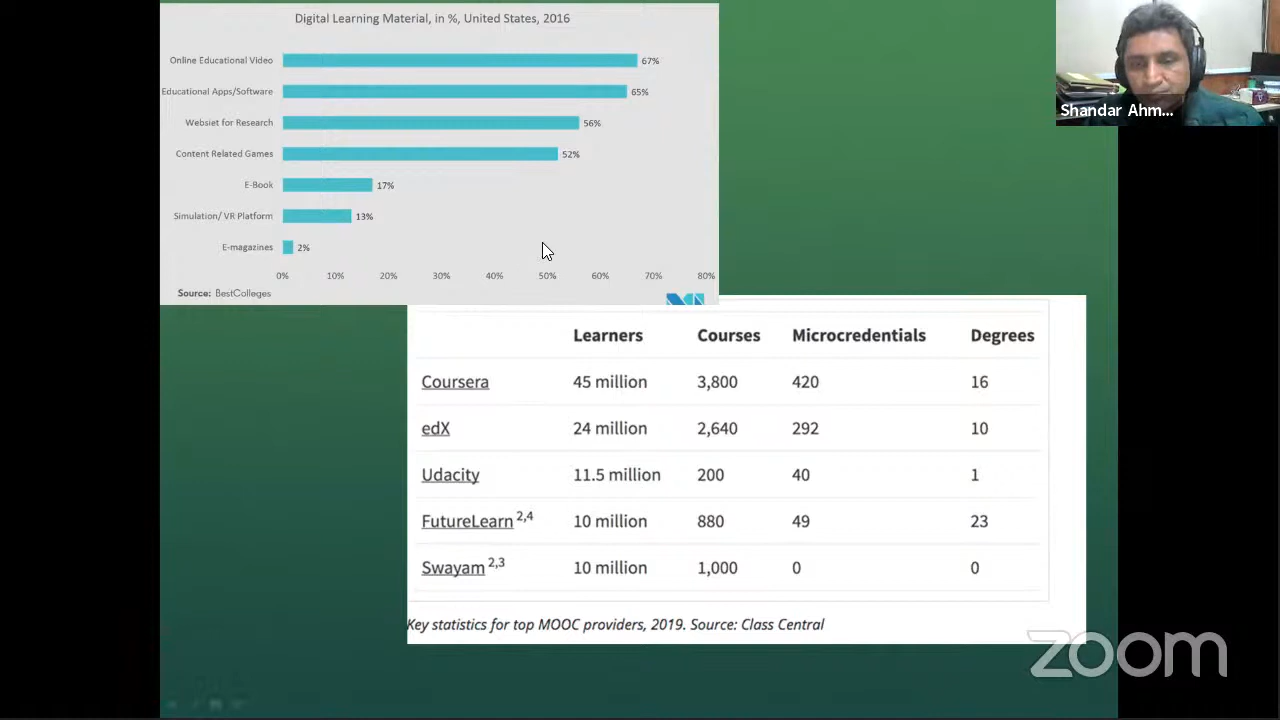 Digital Learning Material, in %, United States, 2016
Online Educational Video 67%
Educational Apps/Software 65%
Websiet for Research 56%
Content Related Games 52%
E-Book 17%
Simulation/ VR Platform 13%
E-magazines 2%
0% 10% 20% 30% 40% 50% 60% 70% 80%
Source: BestColleges
Shandar Ahm...
Learners Courses Microcredentials Degrees
Coursera 45 million 3,800 420 16
edX 24 million 2,640 292 10
Udacity 11.5 million 200 40 1
FutureLearn 2,4 10 million 880 49 23
Swayam 2,3 10 million 1,000 0 0
Key statistics for top MOOC providers, 2019. Source: Class Central
zoom